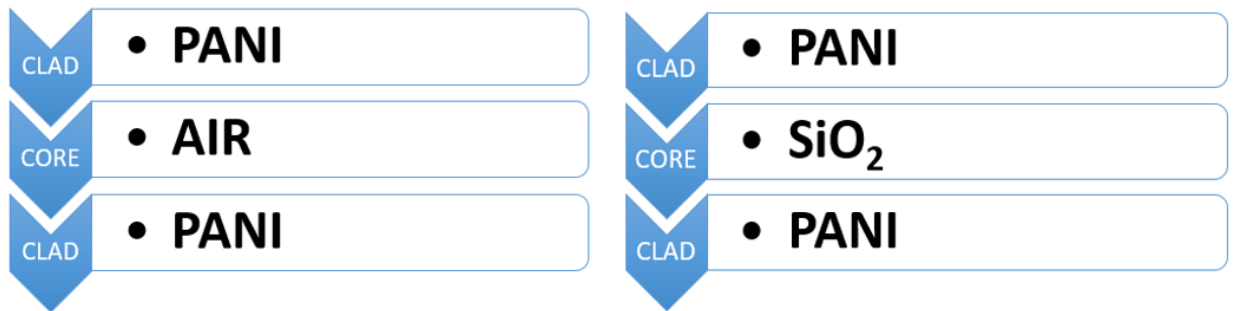 CLAD
• PANI
CORE
• AIR
CLAD
• PANI
CLAD
• PANI
CORE
• SiO₂
CLAD
• PANI